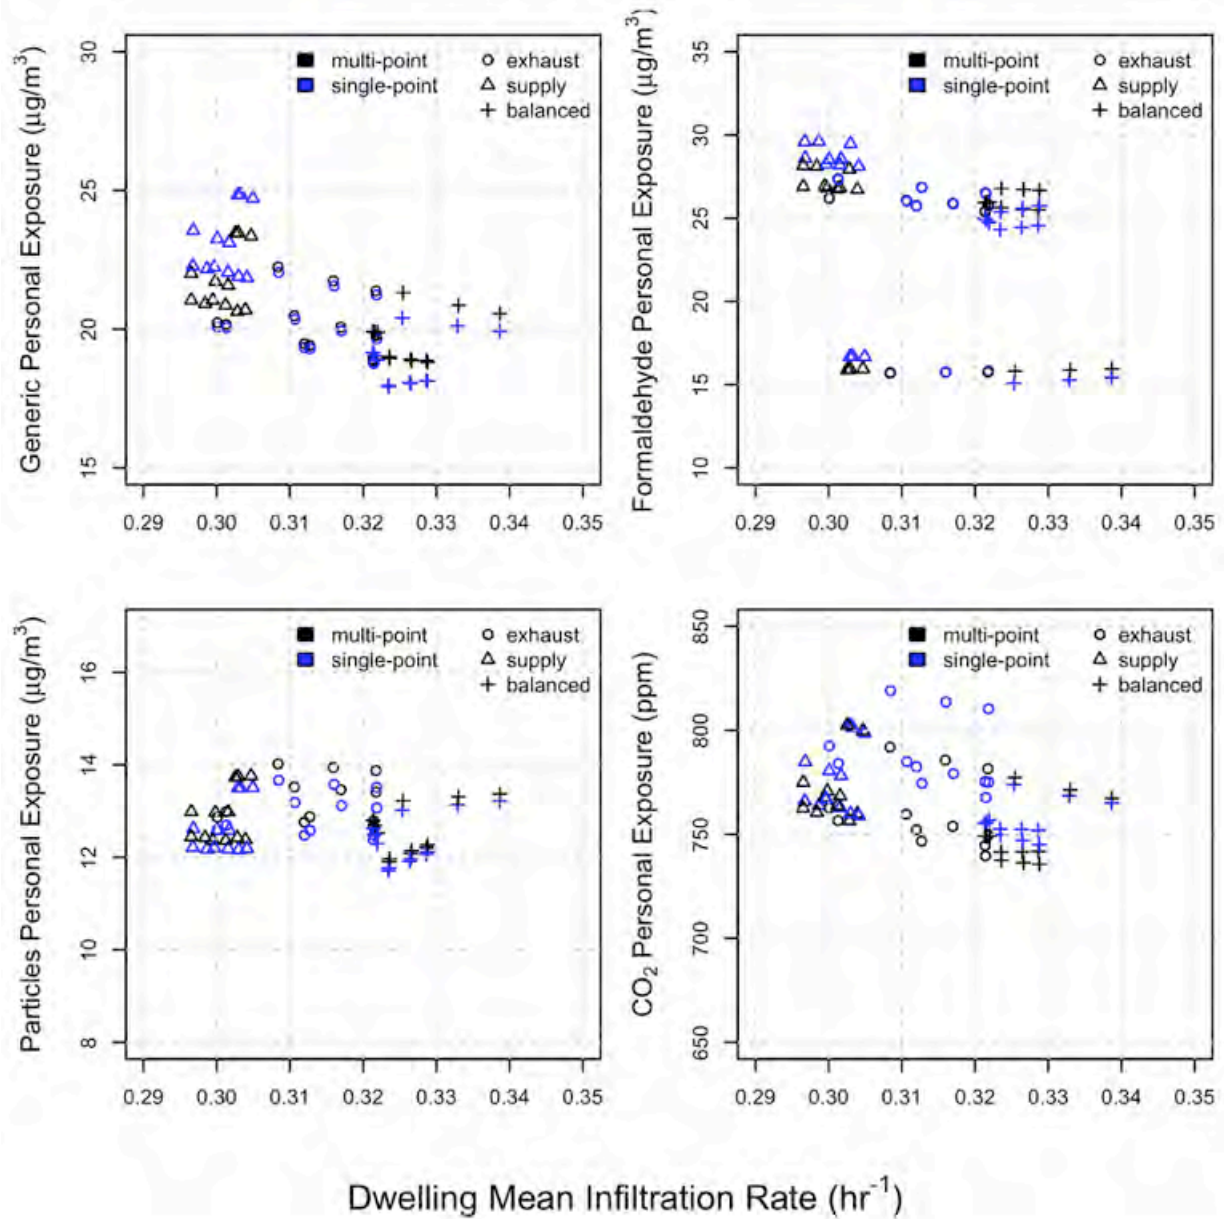 Generic Personal Exposure (µg/m³)
30
25
20
15
multi-point
single-point
exhaust
supply
balanced
0.29 0.30 0.31 0.32 0.33 0.34 0.35
Formaldehyde Personal Exposure (µg/m³)
35
30
25
20
15
10
multi-point
single-point
exhaust
supply
balanced
0.29 0.30 0.31 0.32 0.33 0.34 0.35
Particles Personal Exposure (µg/m³)
16
14
12
10
8
multi-point
single-point
exhaust
supply
balanced
0.29 0.30 0.31 0.32 0.33 0.34 0.35
CO₂ Personal Exposure (ppm)
850
800
750
700
650
multi-point
single-point
exhaust
supply
balanced
0.29 0.30 0.31 0.32 0.33 0.34 0.35
Dwelling Mean Infiltration Rate (hr⁻¹)